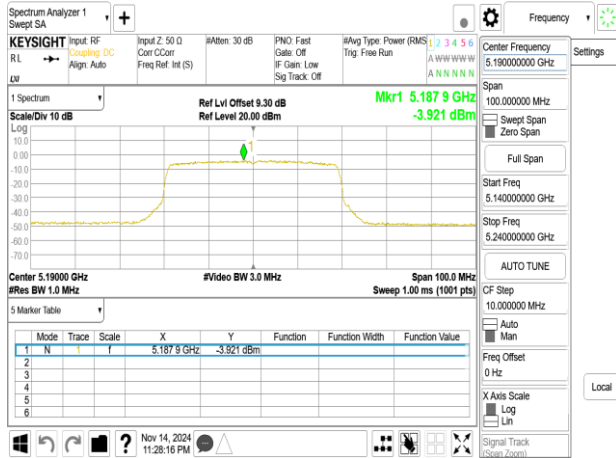 Spectrum Analyzer 1
Swept SA
Frequency
Settings
KEYSIGHT
RL
Input: RF
Coupling: DC
Align: Auto
Input Z: 50 Ω
Corr CCorr
Freq Ref: Int (S)
#Atten: 30 dB
PNO: Fast
Gate: Off
IF Gain: Low
Sig Track: Off
#Avg Type: Power (RMS
Trig: Free Run
1 2 3 4 5 6
A W W W W W
A N N N N N
1 Spectrum
Scale/Div 10 dB
Ref Lvl Offset 9.30 dB
Ref Level 20.00 dBm
Mkr1 5.187 9 GHz
-3.921 dBm
Log
10.0
0.00
-10.0
-20.0
-30.0
-40.0
-50.0
-60.0
-70.0
1
Center 5.19000 GHz
#Res BW 1.0 MHz
#Video BW 3.0 MHz
Span 100.0 MHz
Sweep 1.00 ms (1001 pts)
5 Marker Table
Mode Trace Scale X Y Function Function Width Function Value
1 N 1 f 5.187 9 GHz -3.921 dBm
2
3
4
5
6
Nov 14, 2024
11:28:16 PM
Center Frequency
5.190000000 GHz
Span
100.000000 MHz
Swept Span
Zero Span
Full Span
Start Freq
5.140000000 GHz
Stop Freq
5.240000000 GHz
AUTO TUNE
CF Step
10.000000 MHz
Auto
Man
Freq Offset
0 Hz
X Axis Scale
Log
Lin
Signal Track
(Span Zoom)
Local